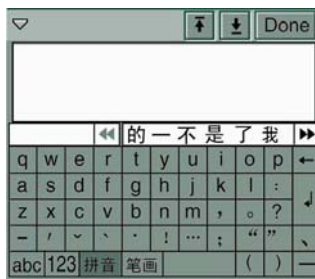 Done
的 一 不 是 了 我
q w e r t y u i o p
a s d f g h j k l :
z x c v b n m , 。 ?
– ' ˇ ˋ · ! … ; “ ” 、
abc 123 拼音 笔画 ( ) —